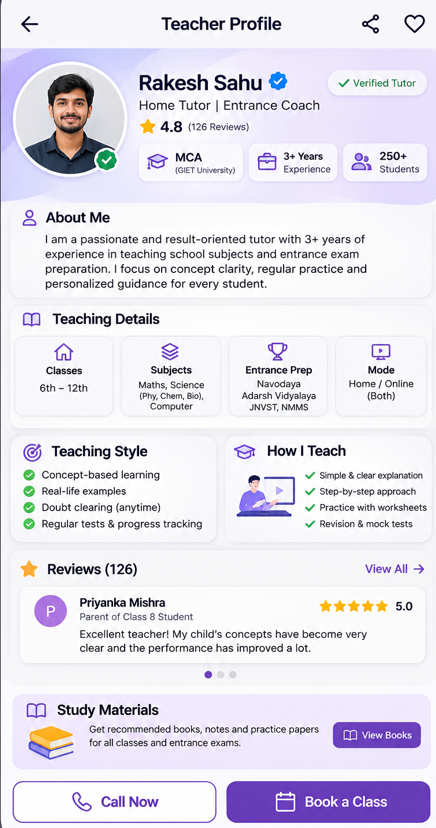 Teacher Profile
Rakesh Sahu
Verified Tutor
Home Tutor | Entrance Coach
4.8 (126 Reviews)
MCA
(GIET University)
3+ Years
Experience
250+
Students
About Me
I am a passionate and result-oriented tutor with 3+ years of
experience in teaching school subjects and entrance exam
preparation. I focus on concept clarity, regular practice and
personalized guidance for every student.
Teaching Details
Classes
6th – 12th
Subjects
Maths, Science
(Phy, Chem, Bio),
Computer
Entrance Prep
Navodaya
Adarsh Vidyalaya
JNVST, NMMS
Mode
Home / Online
(Both)
Teaching Style
Concept-based learning
Real-life examples
Doubt clearing (anytime)
Regular tests & progress tracking
How I Teach
Simple & clear explanation
Step-by-step approach
Practice with worksheets
Revision & mock tests
Reviews (126)
View All
P
Priyanka Mishra
Parent of Class 8 Student
5.0
Excellent teacher! My child's concepts have become very
clear and the performance has improved a lot.
Study Materials
Get recommended books, notes and practice papers
for all classes and entrance exams.
View Books
Call Now
Book a Class